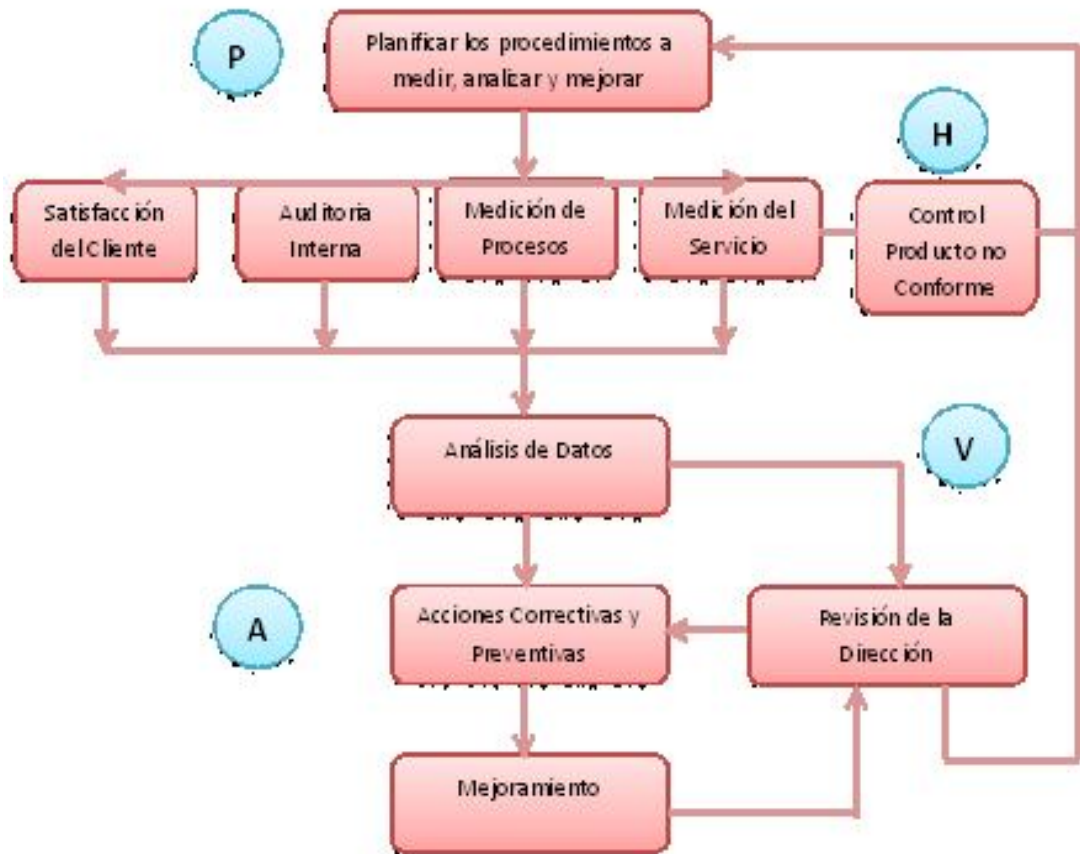 P
Planificar los procedimientos a
medir, analizar y mejorar
H
Satisfacción
del Cliente
Auditoria
Interna
Medición de
Procesos
Medición del
Servicio
Control
Producto no
Conforme
Análisis de Datos
V
A
Acciones Correctivas y
Preventivas
Revisión de la
Dirección
Mejoramiento